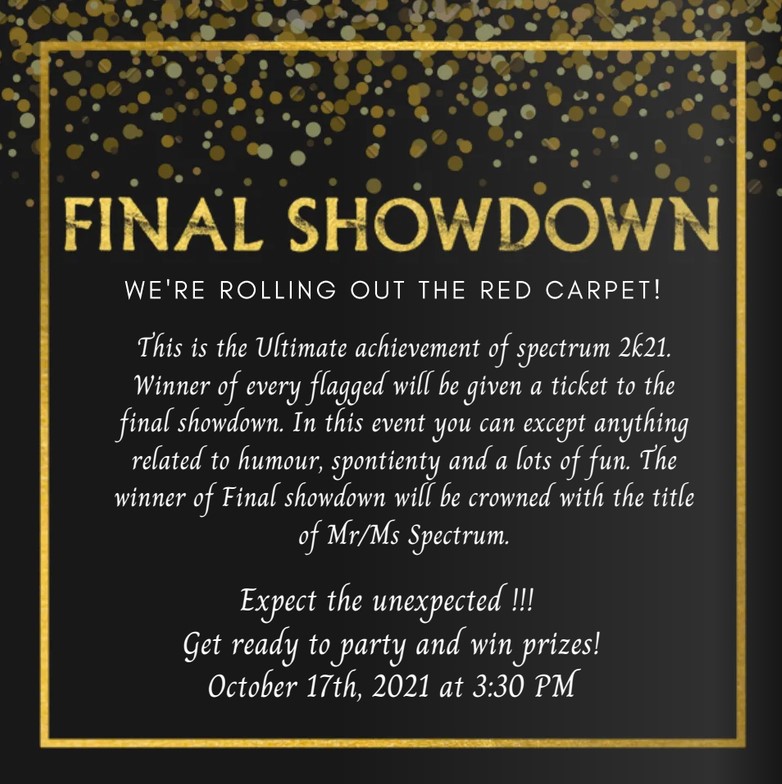 FINAL SHOWDOWN
WE'RE ROLLING OUT THE RED CARPET!
This is the Ultimate achievement of spectrum 2k21.
Winner of every flagged will be given a ticket to the
final showdown. In this event you can except anything
related to humour, spontienty and a lots of fun. The
winner of Final showdown will be crowned with the title
of Mr/Ms Spectrum.
Expect the unexpected !!!
Get ready to party and win prizes!
October 17th, 2021 at 3:30 PM